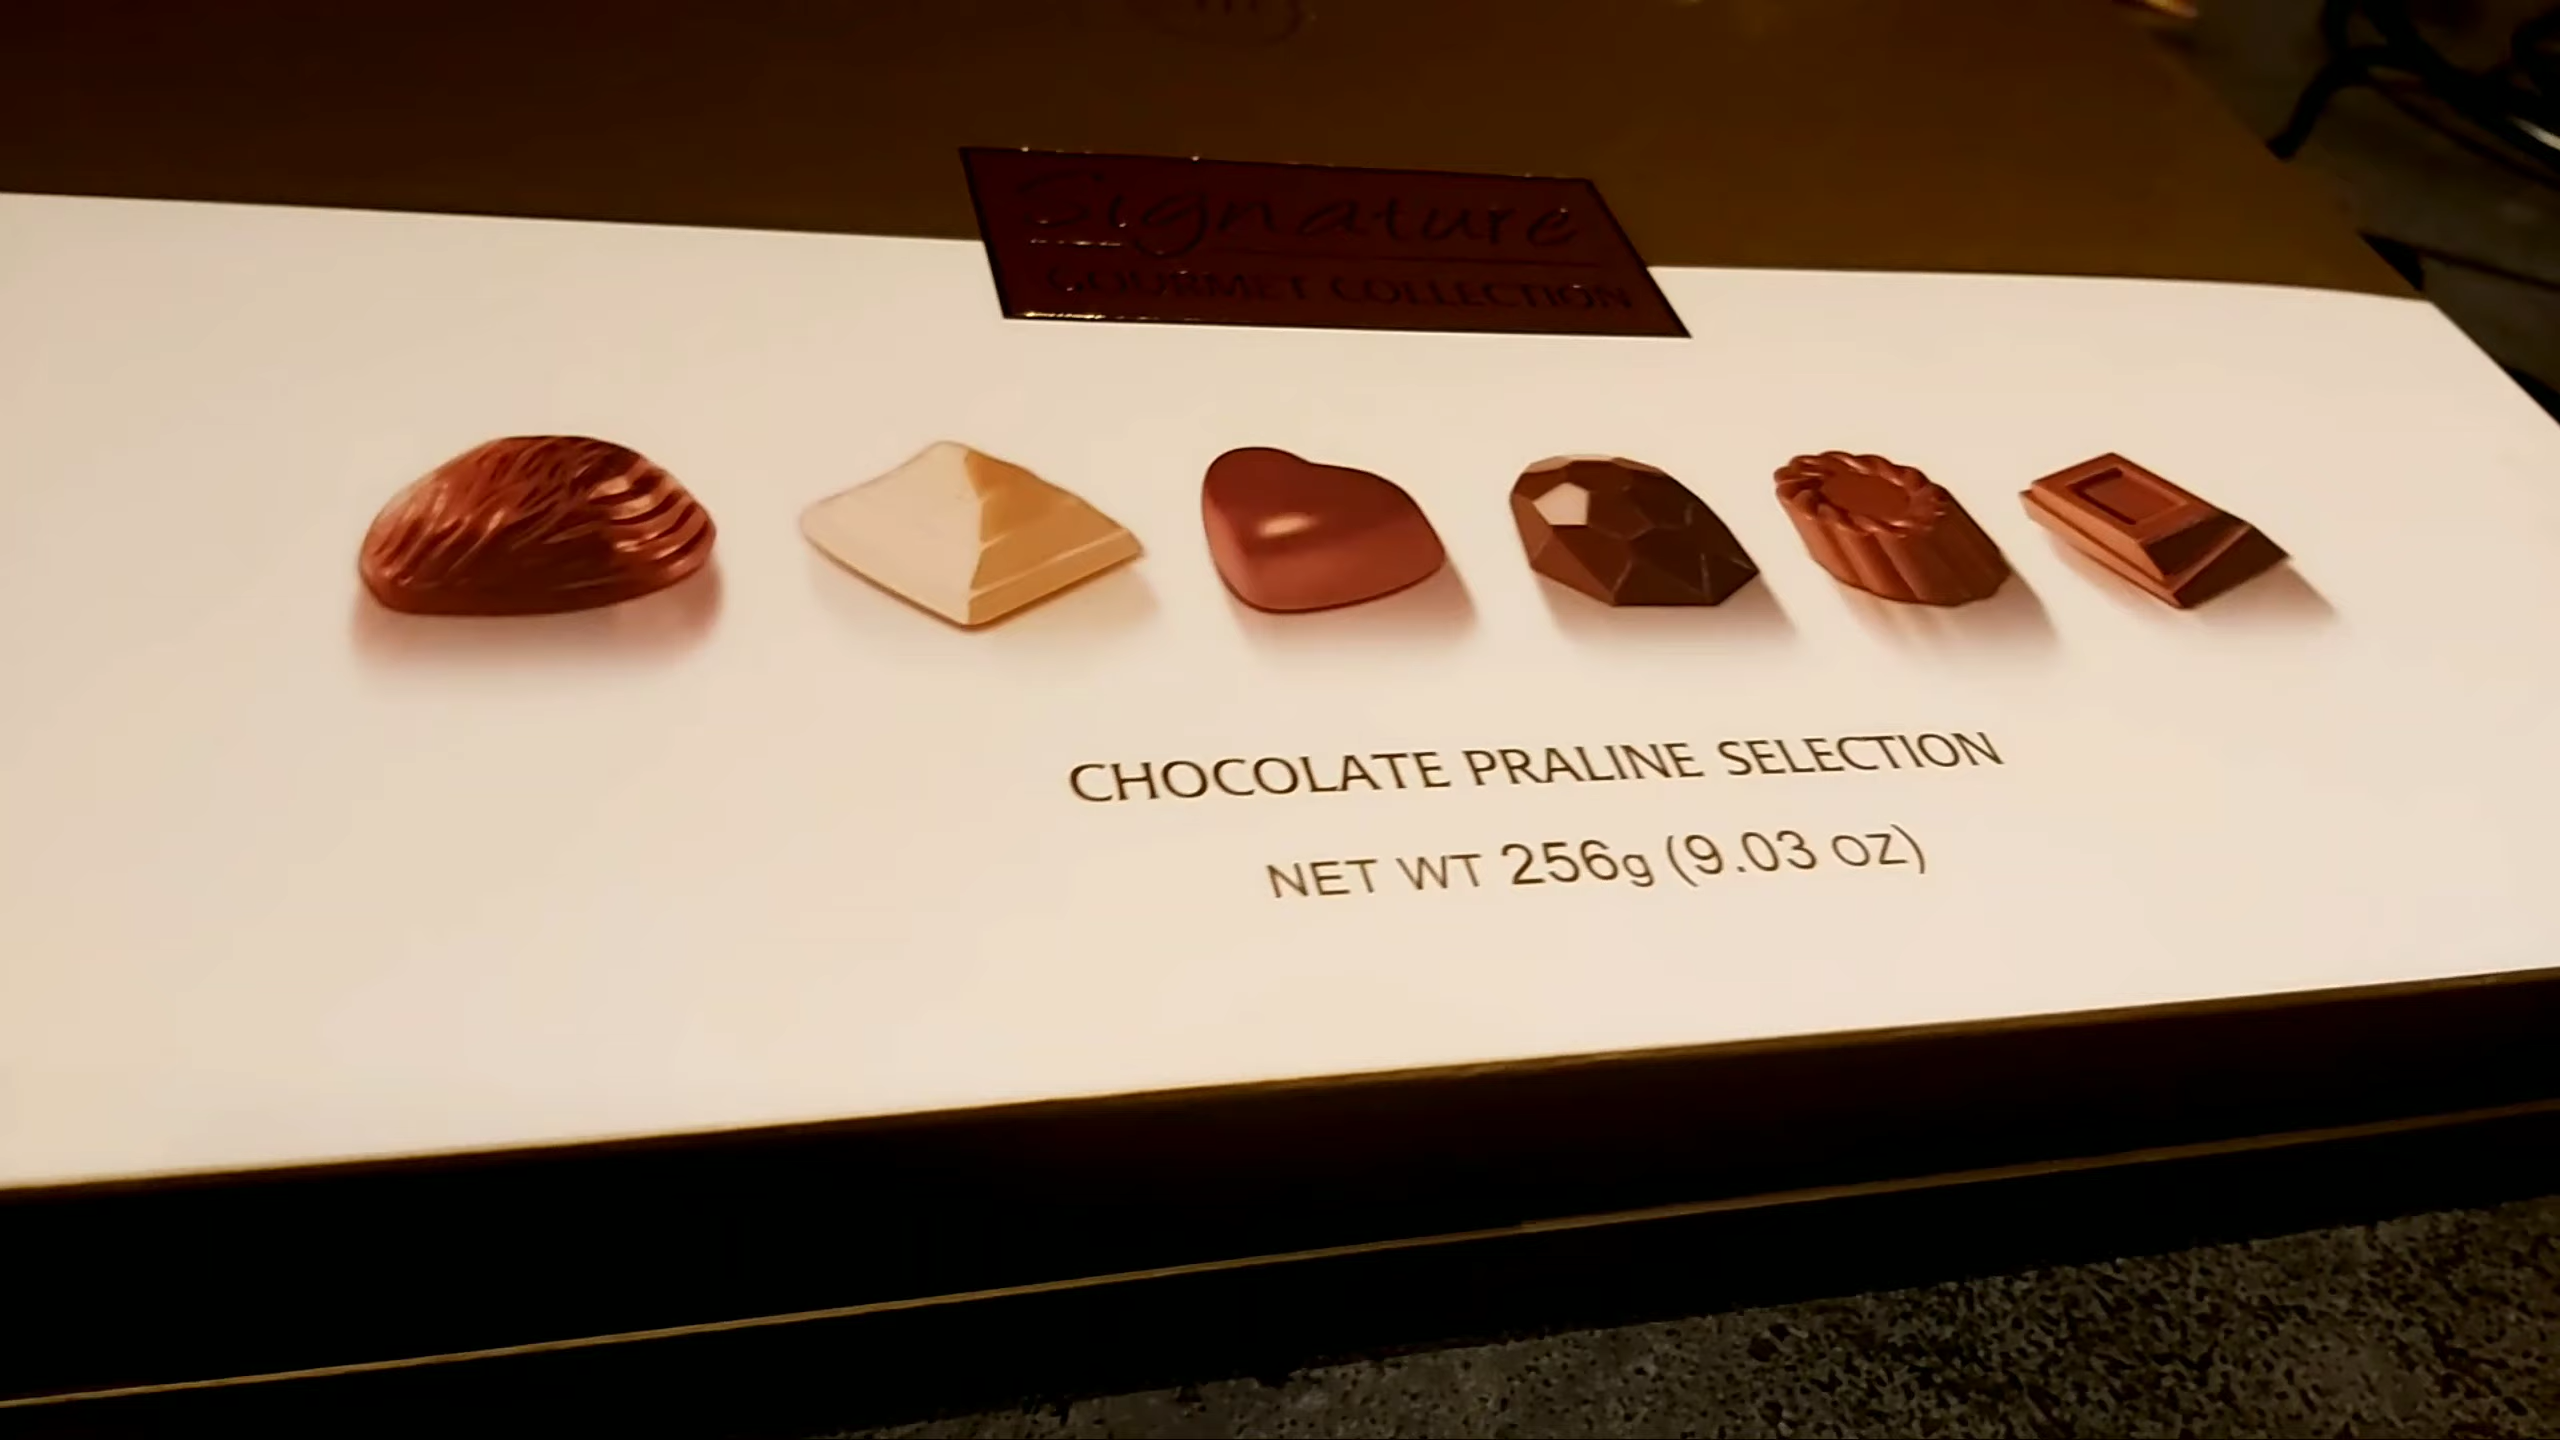 Signature
GOURMET COLLECTION
CHOCOLATE PRALINE SELECTION
NET WT 256g (9.03 oz)